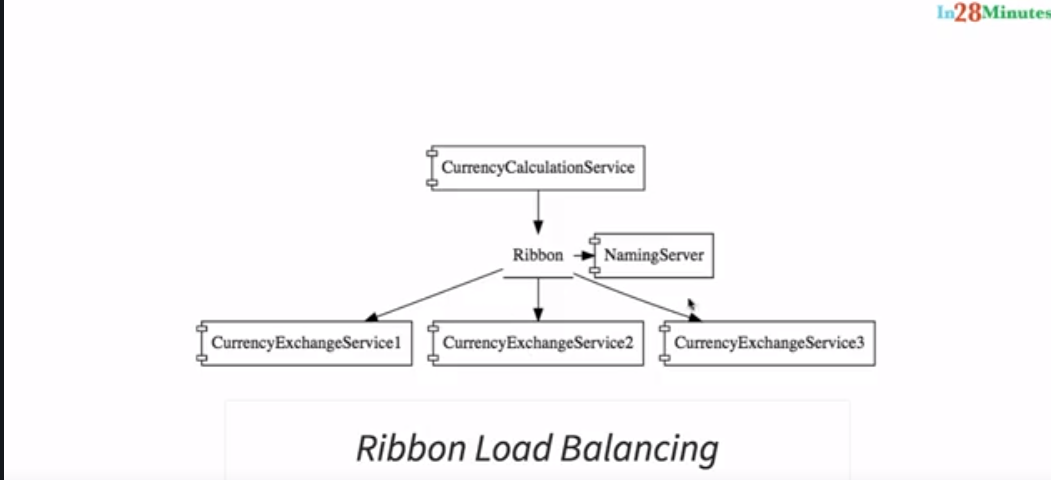 In28Minutes
CurrencyCalculationService
Ribbon
NamingServer
CurrencyExchangeService1
CurrencyExchangeService2
CurrencyExchangeService3
Ribbon Load Balancing